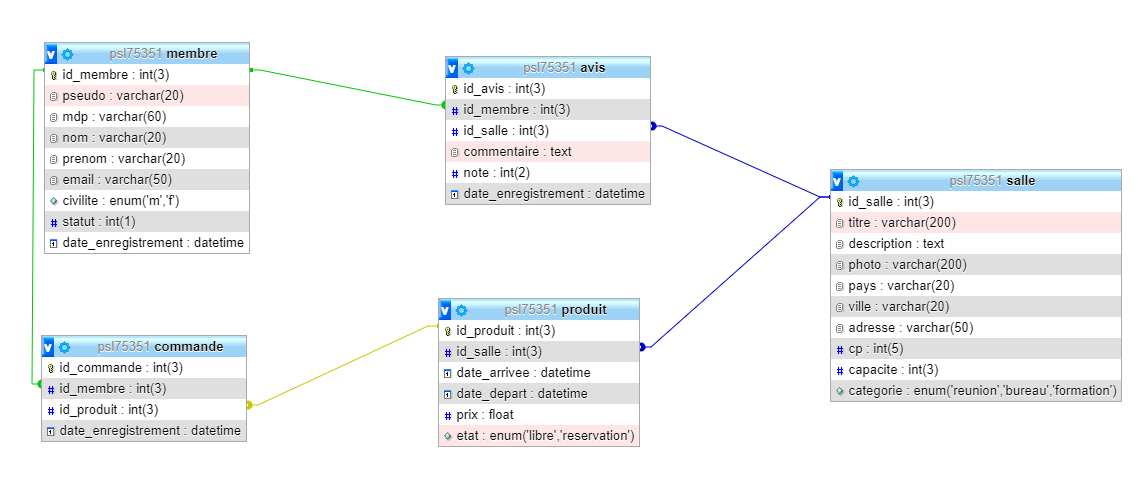 psl75351 membre
id_membre : int(3)
pseudo : varchar(20)
mdp : varchar(60)
nom : varchar(20)
prenom : varchar(20)
email : varchar(50)
civilite : enum('m','f')
statut : int(1)
date_enregistrement : datetime
psl75351 avis
id_avis : int(3)
id_membre : int(3)
id_salle : int(3)
commentaire : text
note : int(2)
date_enregistrement : datetime
psl75351 salle
id_salle : int(3)
titre : varchar(200)
description : text
photo : varchar(200)
pays : varchar(20)
ville : varchar(20)
adresse : varchar(50)
cp : int(5)
capacite : int(3)
categorie : enum('reunion','bureau','formation')
psl75351 commande
id_commande : int(3)
id_membre : int(3)
id_produit : int(3)
date_enregistrement : datetime
psl75351 produit
id_produit : int(3)
id_salle : int(3)
date_arrivee : datetime
date_depart : datetime
prix : float
etat : enum('libre','reservation')